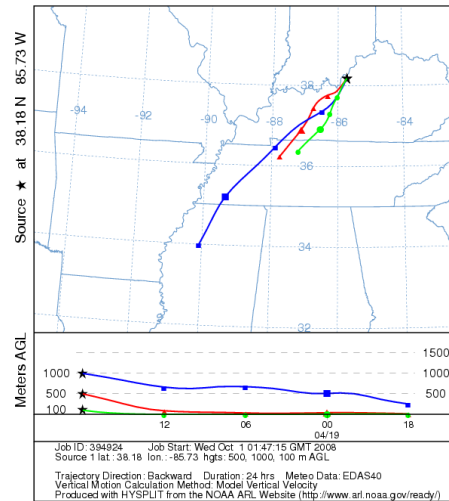 Source ★ at 38.18 N 85.73 W
-94
-92
-90
-88
-86
38
36
34
32
Meters AGL
1500
1000
1000
500
500
100
12
06
00
18
04/19
Job ID: 394924 Job Start: Wed Oct 1 01:47:15 2008
Source 1 lat.: 38.18 lon.: -85.73 hgts: 500, 1000, 100 m AGL
Trajectory Direction: Backward Duration: 24 hrs Meteo Data: EDAS40
Vertical Motion Calculation Method: Model Vertical Velocity
Produced with HYSPLIT from the NOAA ARL Website (http://www.arl.noaa.gov/ready/)